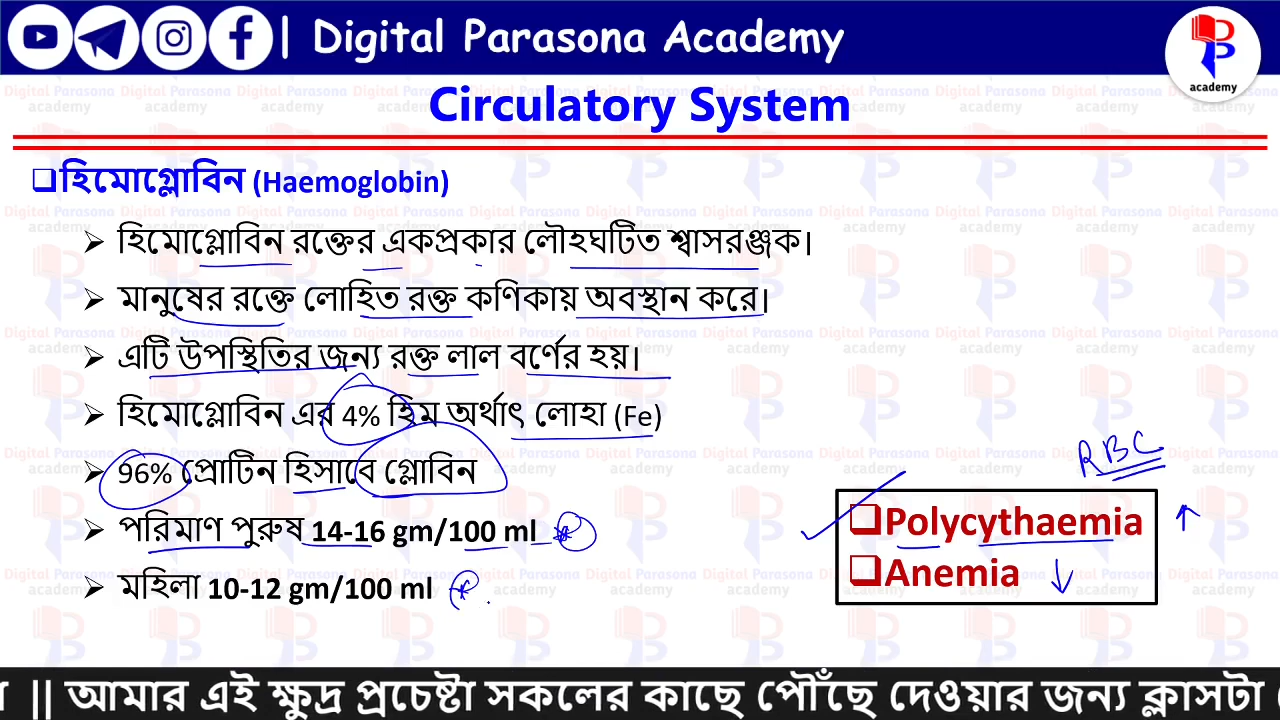 | Digital Parasona Academy
academy
Circulatory System
❑হিমোগ্লোবিন (Haemoglobin)
➤ হিমোগ্লোবিন রক্তের একপ্রকার লৌহঘটিত শ্বাসরঞ্জক।
➤ মানুষের রক্তে লোহিত রক্ত কণিকায় অবস্থান করে।
➤ এটি উপস্থিতির জন্য রক্ত লাল বর্ণের হয়।
➤ হিমোগ্লোবিন এর 4% হিম অর্থাৎ লোহা (Fe)
➤ 96% প্রোটিন হিসাবে গ্লোবিন
➤ পরিমাণ পুরুষ 14-16 gm/100 ml
➤ মহিলা 10-12 gm/100 ml
RBC
❑Polycythaemia ↑
❑Anemia ↓
|| আমার এই ক্ষুদ্র প্রচেষ্টা সকলের কাছে পৌঁছে দেওয়ার জন্য ক্লাসটা